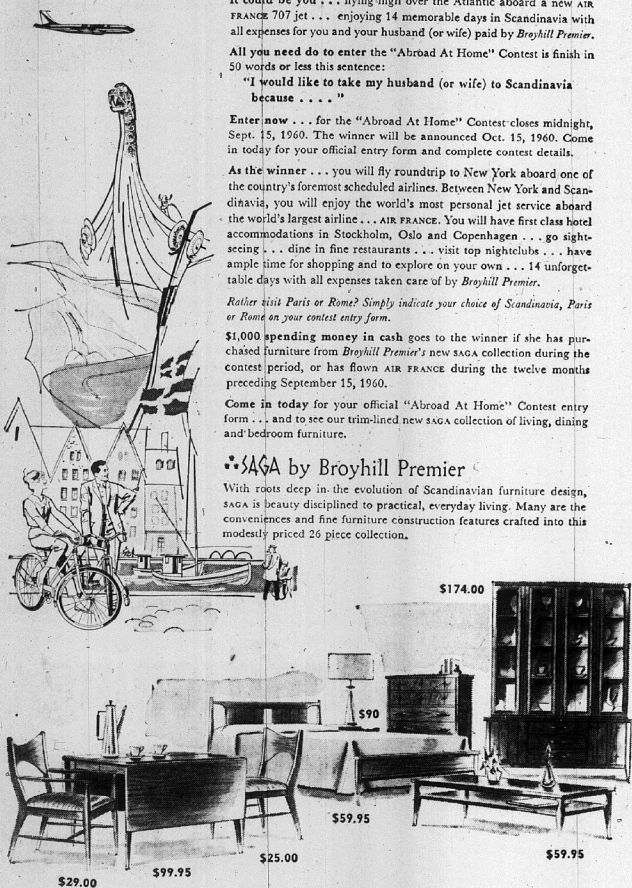 It could be you . . . flying high over the Atlantic aboard a new AIR
FRANCE 707 jet . . . enjoying 14 memorable days in Scandinavia with
all expenses for you and your husband (or wife) paid by Broyhill Premier.
All you need do to enter the "Abroad At Home" Contest is finish in
50 words or less this sentence:
"I would like to take my husband (or wife) to Scandinavia
because . . . . "
Enter now . . . for the "Abroad At Home" Contest closes midnight,
Sept. 15, 1960. The winner will be announced Oct. 15, 1960. Come
in today for your official entry form and complete contest details.
As the winner . . . you will fly roundtrip to New York aboard one of
the country's foremost scheduled airlines. Between New York and Scan-
dinavia, you will enjoy the world's most personal jet service aboard
the world's largest airline . . . AIR FRANCE. You will have first class hotel
accommodations in Stockholm, Oslo and Copenhagen . . . go sight-
seeing . . . dine in fine restaurants . . . visit top nightclubs . . . have
ample time for shopping and to explore on your own . . . 14 unforget-
table days with all expenses taken care of by Broyhill Premier.
Rather visit Paris or Rome? Simply indicate your choice of Scandinavia, Paris
or Rome on your contest entry form.
$1,000 spending money in cash goes to the winner if she has pur-
chased furniture from Broyhill Premier's new SAGA collection during the
contest period, or has flown AIR FRANCE during the twelve months
preceding September 15, 1960.
Come in today for your official "Abroad At Home" Contest entry
form . . . and to see our trim-lined new SAGA collection of living, dining
and bedroom furniture.
SAGA by Broyhill Premier
With roots deep in the evolution of Scandinavian furniture design,
SAGA is beauty disciplined to practical, everyday living. Many are the
conveniences and fine furniture construction features crafted into this
modestly priced 26 piece collection.
$174.00
$90
$59.95
$25.00
$59.95
$99.95
$29.00